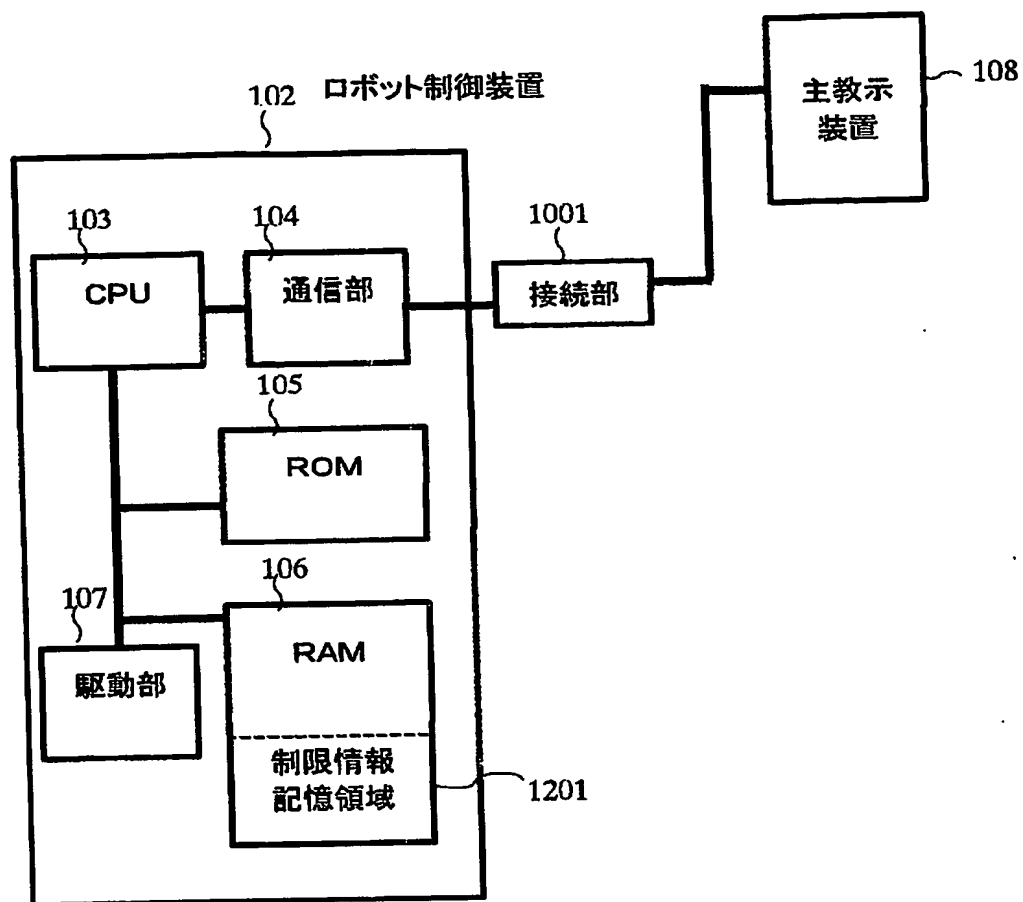 102 ロボット制御装置
主教示
装置
108
103
CPU
104
通信部
1001
接続部
105
ROM
106
RAM
制限情報
記憶領域
1201
107
駆動部